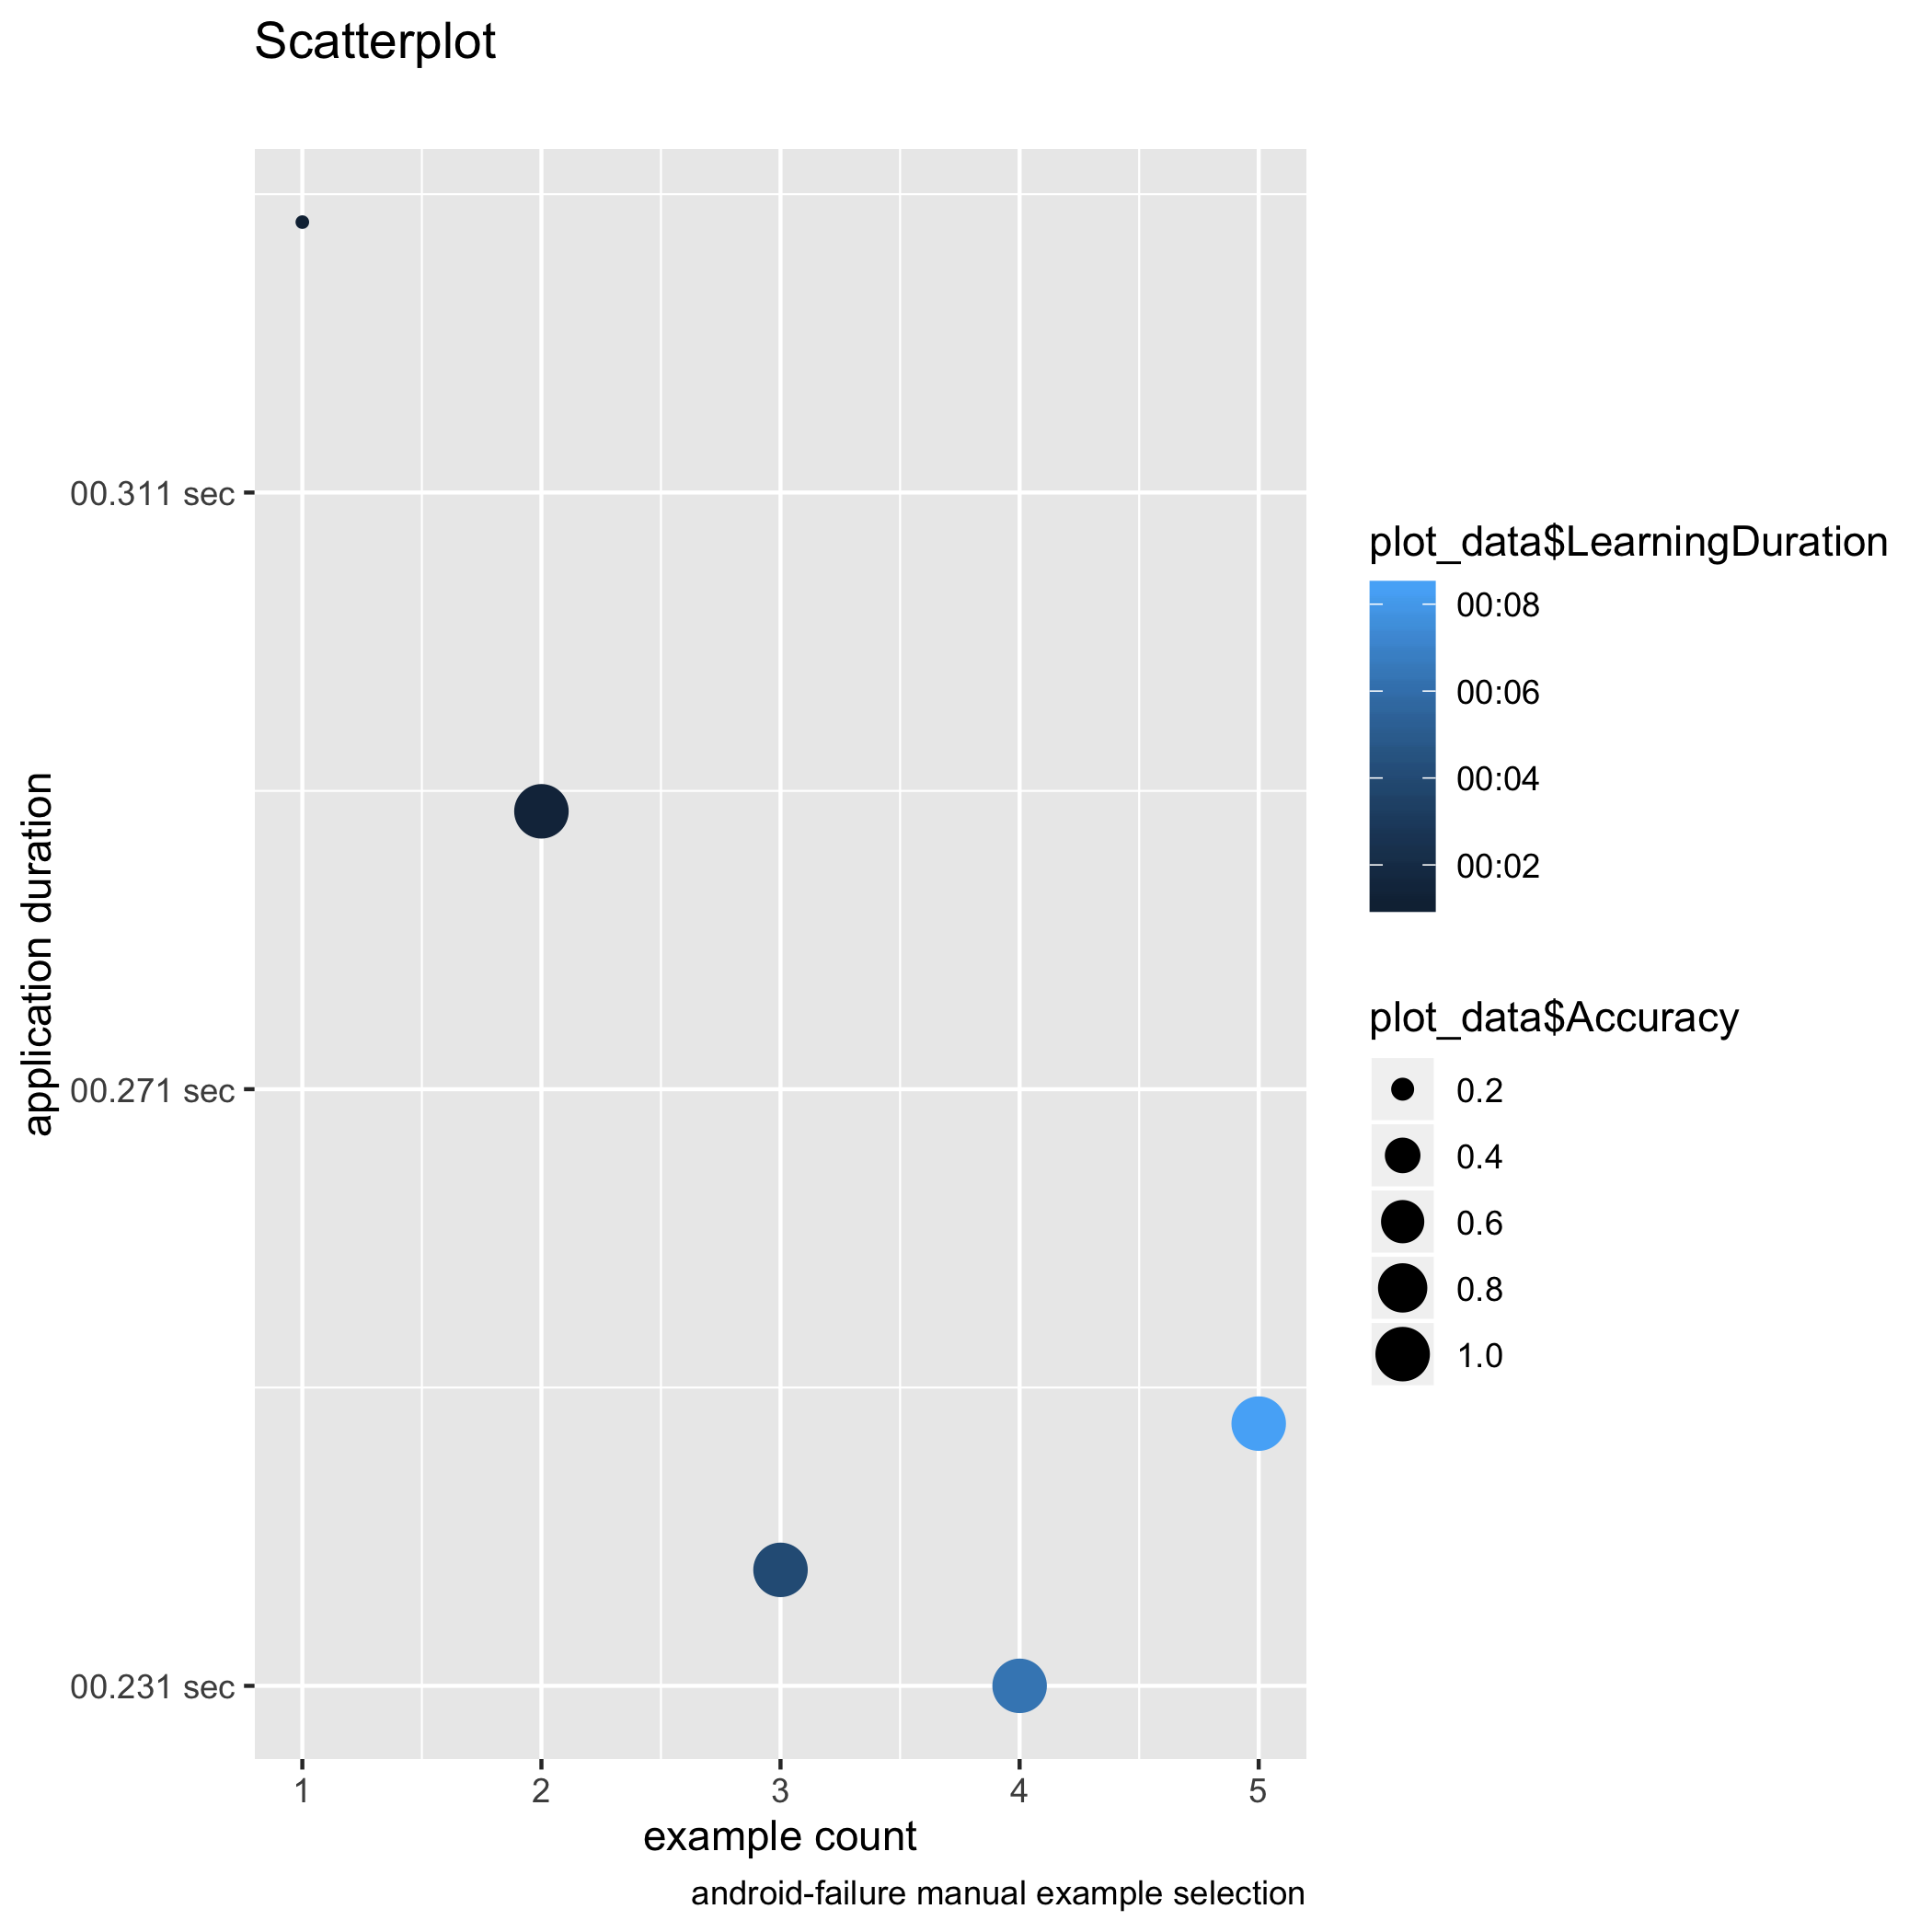 Scatterplot
00.311 sec
00.271 sec
00.231 sec
application duration
1 2 3 4 5
example count
android-failure manual example selection
plot_data$LearningDuration
00:08
00:06
00:04
00:02
plot_data$Accuracy
0.2
0.4
0.6
0.8
1.0